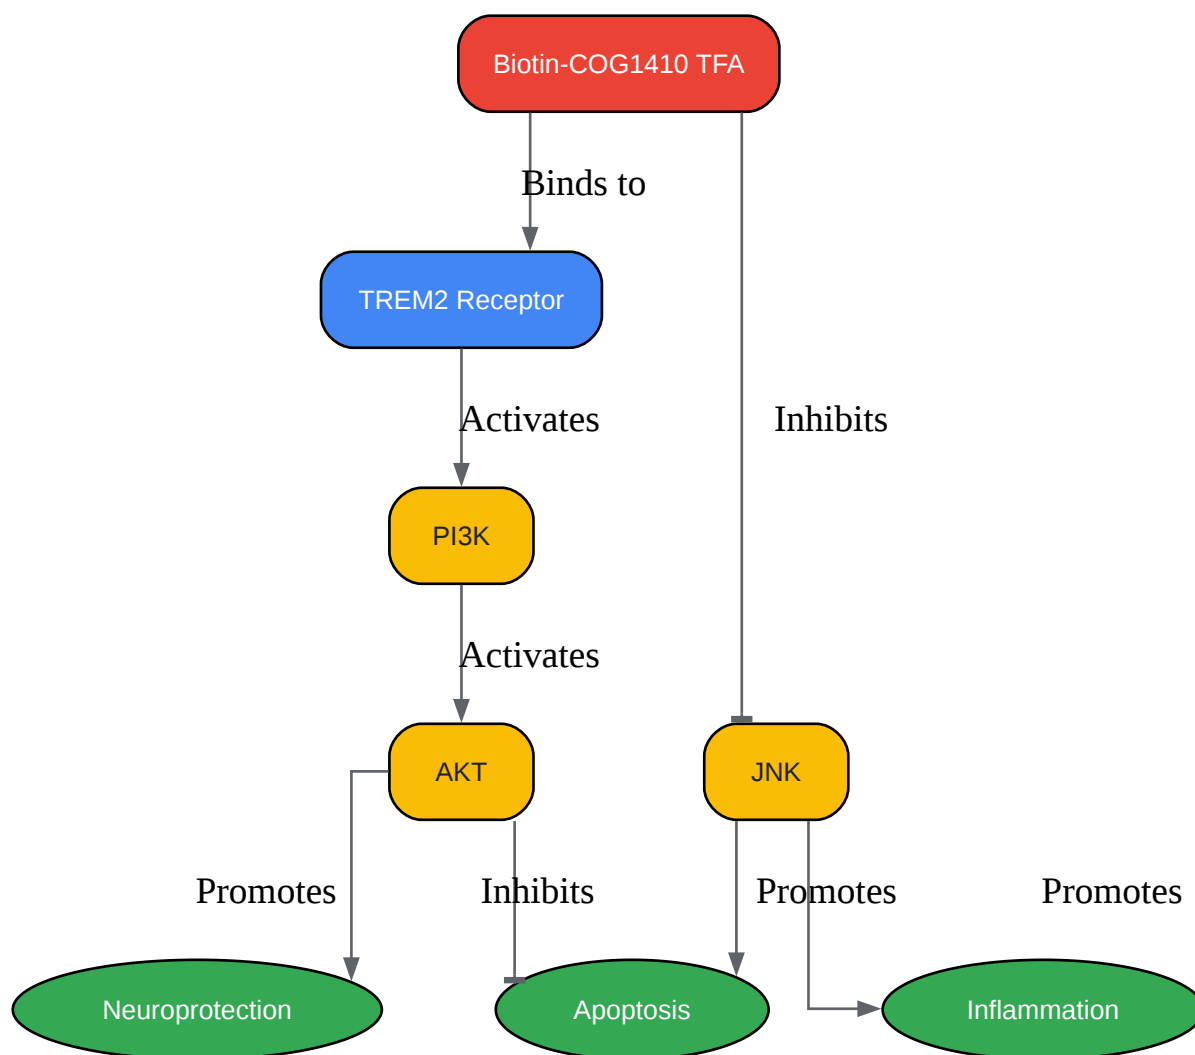 Biotin-COG1410 TFA
Binds to
TREM2 Receptor
Activates
Inhibits
PI3K
Activates
AKT
JNK
Promotes
Inhibits
Promotes
Promotes
Neuroprotection
Apoptosis
Inflammation